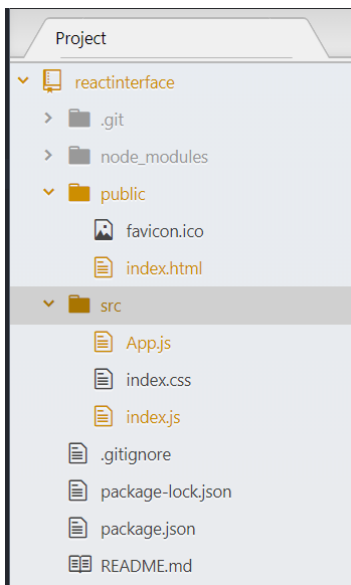 Project
reactinterface
.git
node_modules
public
favicon.ico
index.html
src
App.js
index.css
index.js
.gitignore
package-lock.json
package.json
README.md